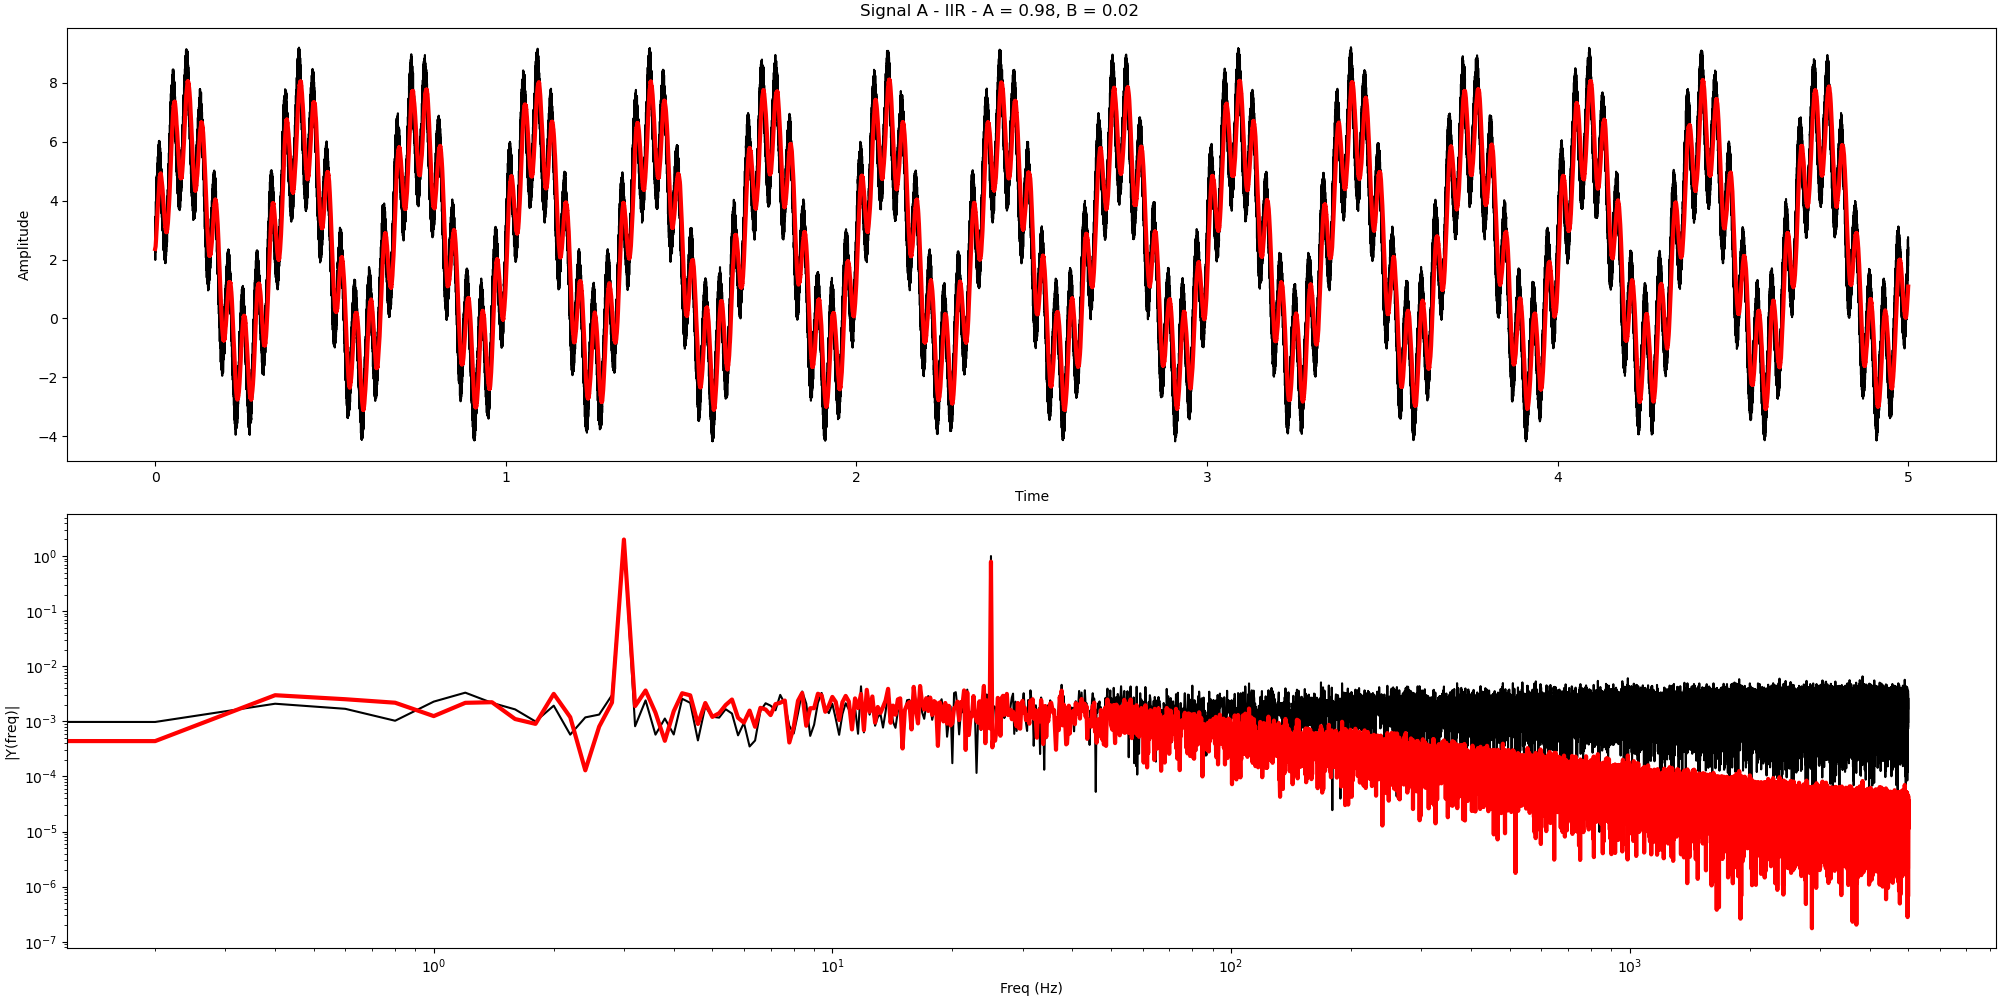 Signal A - IIR - A = 0.98, B = 0.02
Amplitude
8
6
4
2
0
−2
−4
0 1 2 3 4 5
Time
|Y(freq)|
10⁰
10⁻¹
10⁻²
10⁻³
10⁻⁴
10⁻⁵
10⁻⁶
10⁻⁷
10⁰ 10¹ 10² 10³
Freq (Hz)